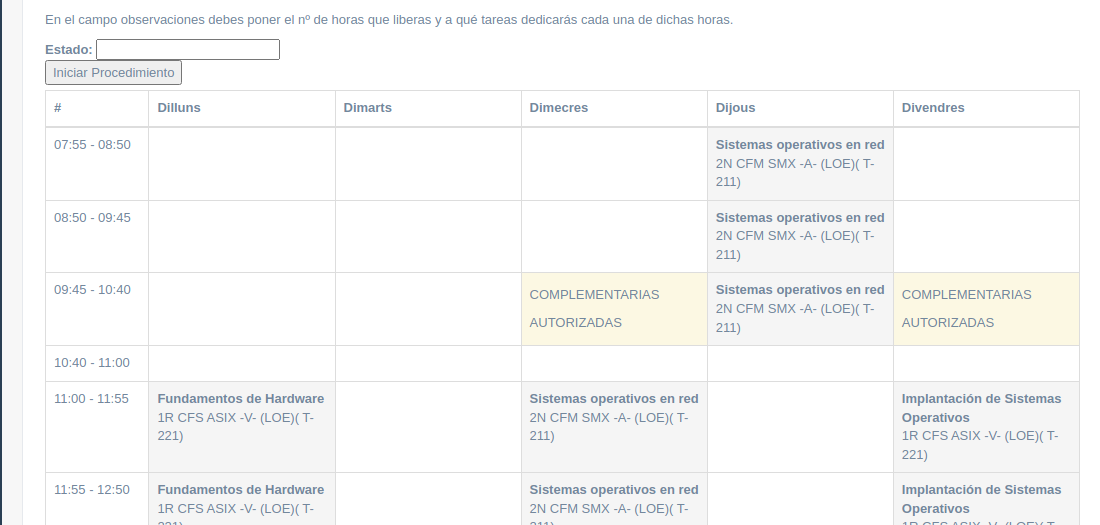 En el campo observaciones debes poner el nº de horas que liberas y a qué tareas dedicarás cada una de dichas horas.
Estado:
Iniciar Procedimiento
# Dilluns Dimarts Dimecres Dijous Divendres
07:55 - 08:50
Sistemas operativos en red
2N CFM SMX -A- (LOE)( T-
211)
08:50 - 09:45
Sistemas operativos en red
2N CFM SMX -A- (LOE)( T-
211)
09:45 - 10:40
COMPLEMENTARIAS
AUTORIZADAS
Sistemas operativos en red
2N CFM SMX -A- (LOE)( T-
211)
COMPLEMENTARIAS
AUTORIZADAS
10:40 - 11:00
11:00 - 11:55
Fundamentos de Hardware
1R CFS ASIX -V- (LOE)( T-
221)
Sistemas operativos en red
2N CFM SMX -A- (LOE)( T-
211)
Implantación de Sistemas
Operativos
1R CFS ASIX -V- (LOE)( T-
221)
11:55 - 12:50
Fundamentos de Hardware
1R CFS ASIX -V- (LOE)( T-
221)
Sistemas operativos en red
2N CFM SMX -A- (LOE)( T-
211)
Implantación de Sistemas
Operativos
1R CFS ASIX -V- (LOE)( T-